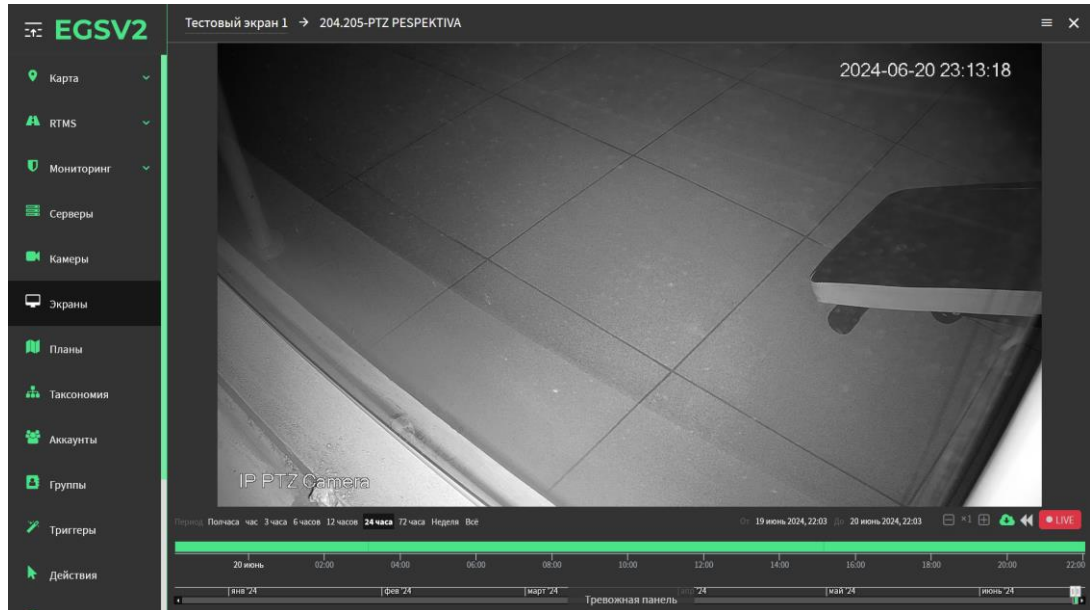 EGSV2
Тестовый экран 1 → 204.205-PTZ PESPEKTIVA
Карта
RTMS
Мониторинг
Серверы
Камеры
Экраны
Планы
Таксономия
Аккаунты
Группы
Триггеры
Действия
2024-06-20 23:13:18
IP PTZ Camera
Период Полчаса час 3 часа 6 часов 12 часов 24 часа 72 часа Неделя Всё
От 19 июнь 2024, 22:03 До 20 июнь 2024, 22:03 ×1 LIVE
20 июнь 02:00 04:00 06:00 08:00 10:00 12:00 14:00 16:00 18:00 20:00 22:00
янв '24 фев '24 март '24 апр '24 май '24 июнь '24
Тревожная панель